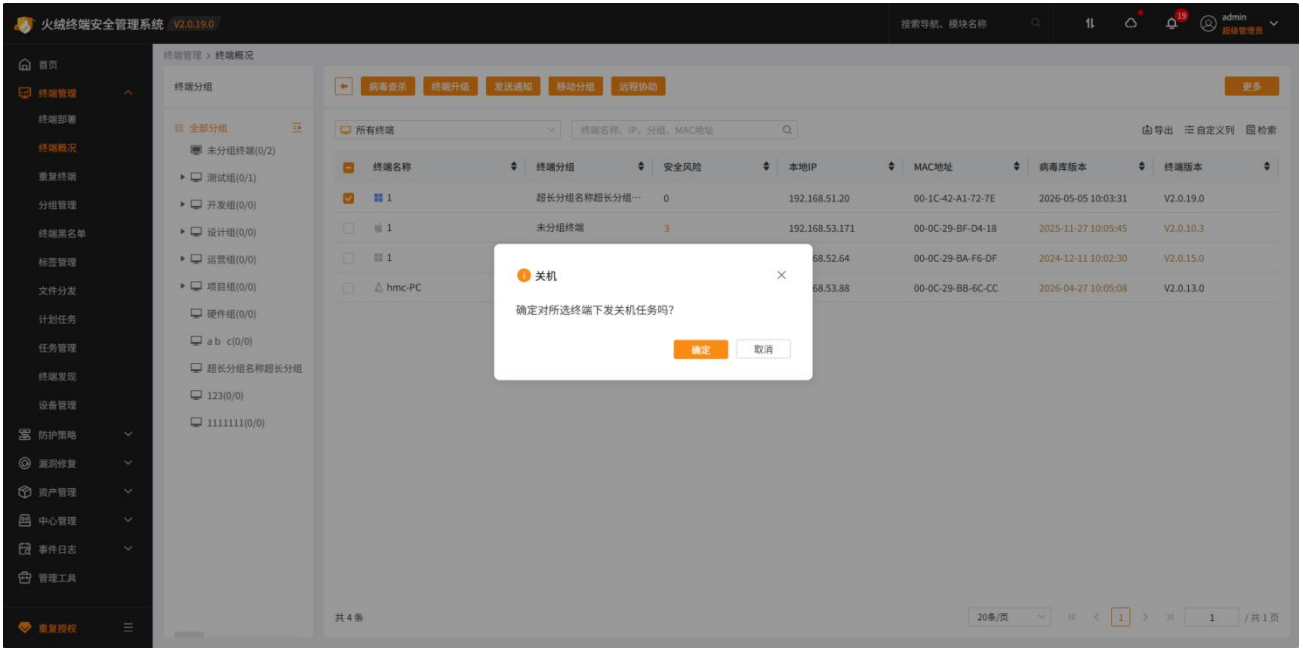 火绒终端安全管理系统 V2.0.19.0
搜索导航、模块名称
19
admin
超级管理员
首页
终端管理
终端部署
终端概况
重复终端
分组管理
终端黑名单
标签管理
文件分发
计划任务
任务管理
终端发现
设备管理
防护策略
漏洞修复
资产管理
中心管理
事件日志
管理工具
重复授权
终端管理 > 终端概况
终端分组
全部分组
未分组终端(0/2)
测试组(0/1)
开发组(0/0)
设计组(0/0)
运营组(0/0)
项目组(0/0)
硬件组(0/0)
a b c(0/0)
超长分组名称超长分组
123(0/0)
1111111(0/0)
病毒查杀 终端升级 发送通知 移动分组 远程协助 更多
所有终端 终端名称、IP、分组、MAC地址 导出 自定义列 检索
终端名称 终端分组 安全风险 本地IP MAC地址 病毒库版本 终端版本
1 超长分组名称超长分组… 0 192.168.51.20 00-1C-42-A1-72-7E 2026-05-05 10:03:31 V2.0.19.0
1 未分组终端 3 192.168.53.171 00-0C-29-BF-D4-18 2025-11-27 10:05:45 V2.0.10.3
1 68.52.64 00-0C-29-BA-F6-DF 2024-12-11 10:02:30 V2.0.15.0
hmc-PC 68.53.88 00-0C-29-BB-6C-CC 2026-04-27 10:05:08 V2.0.13.0
关机
确定对所选终端下发关机任务吗?
确定 取消
共 4 条 20条/页 1 1 / 共 1 页